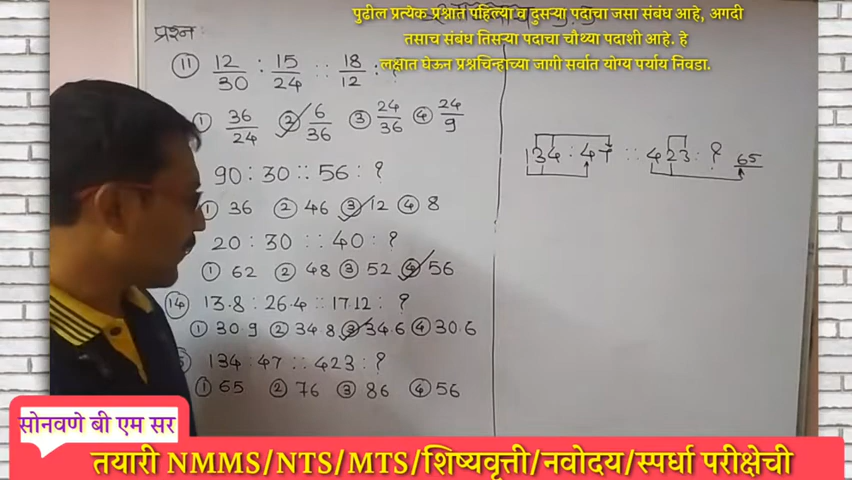 पुढील प्रत्येक प्रश्नात पहिल्या व दुसऱ्या पदाचा जसा संबंध आहे, अगदी
तसाच संबंध तिसऱ्या पदाचा चौथ्या पदाशी आहे. हे
लक्षात घेऊन प्रश्नचिन्हाच्या जागी सर्वात योग्य पर्याय निवडा.
प्रश्न:
11 12/30 : 15/24 :: 18/12 : ?
1 36/24 2 6/36 3 24/36 4 24/9
90 : 30 :: 56 : ?
1 36 2 46 3 12 4 8
20 : 30 :: 40 : ?
1 62 2 48 3 52 4 56
14 13.8 : 26.4 :: 17.12 : ?
1 30.9 2 34.8 3 34.6 4 30.6
134 : 47 :: 423 : ?
1 65 2 76 3 86 4 56
134 : 47 :: 423 : ? 65
सोनवणे बी एम सर
तयारी NMMS/NTS/MTS/शिष्यवृत्ती/नवोदय/स्पर्धा परीक्षेची